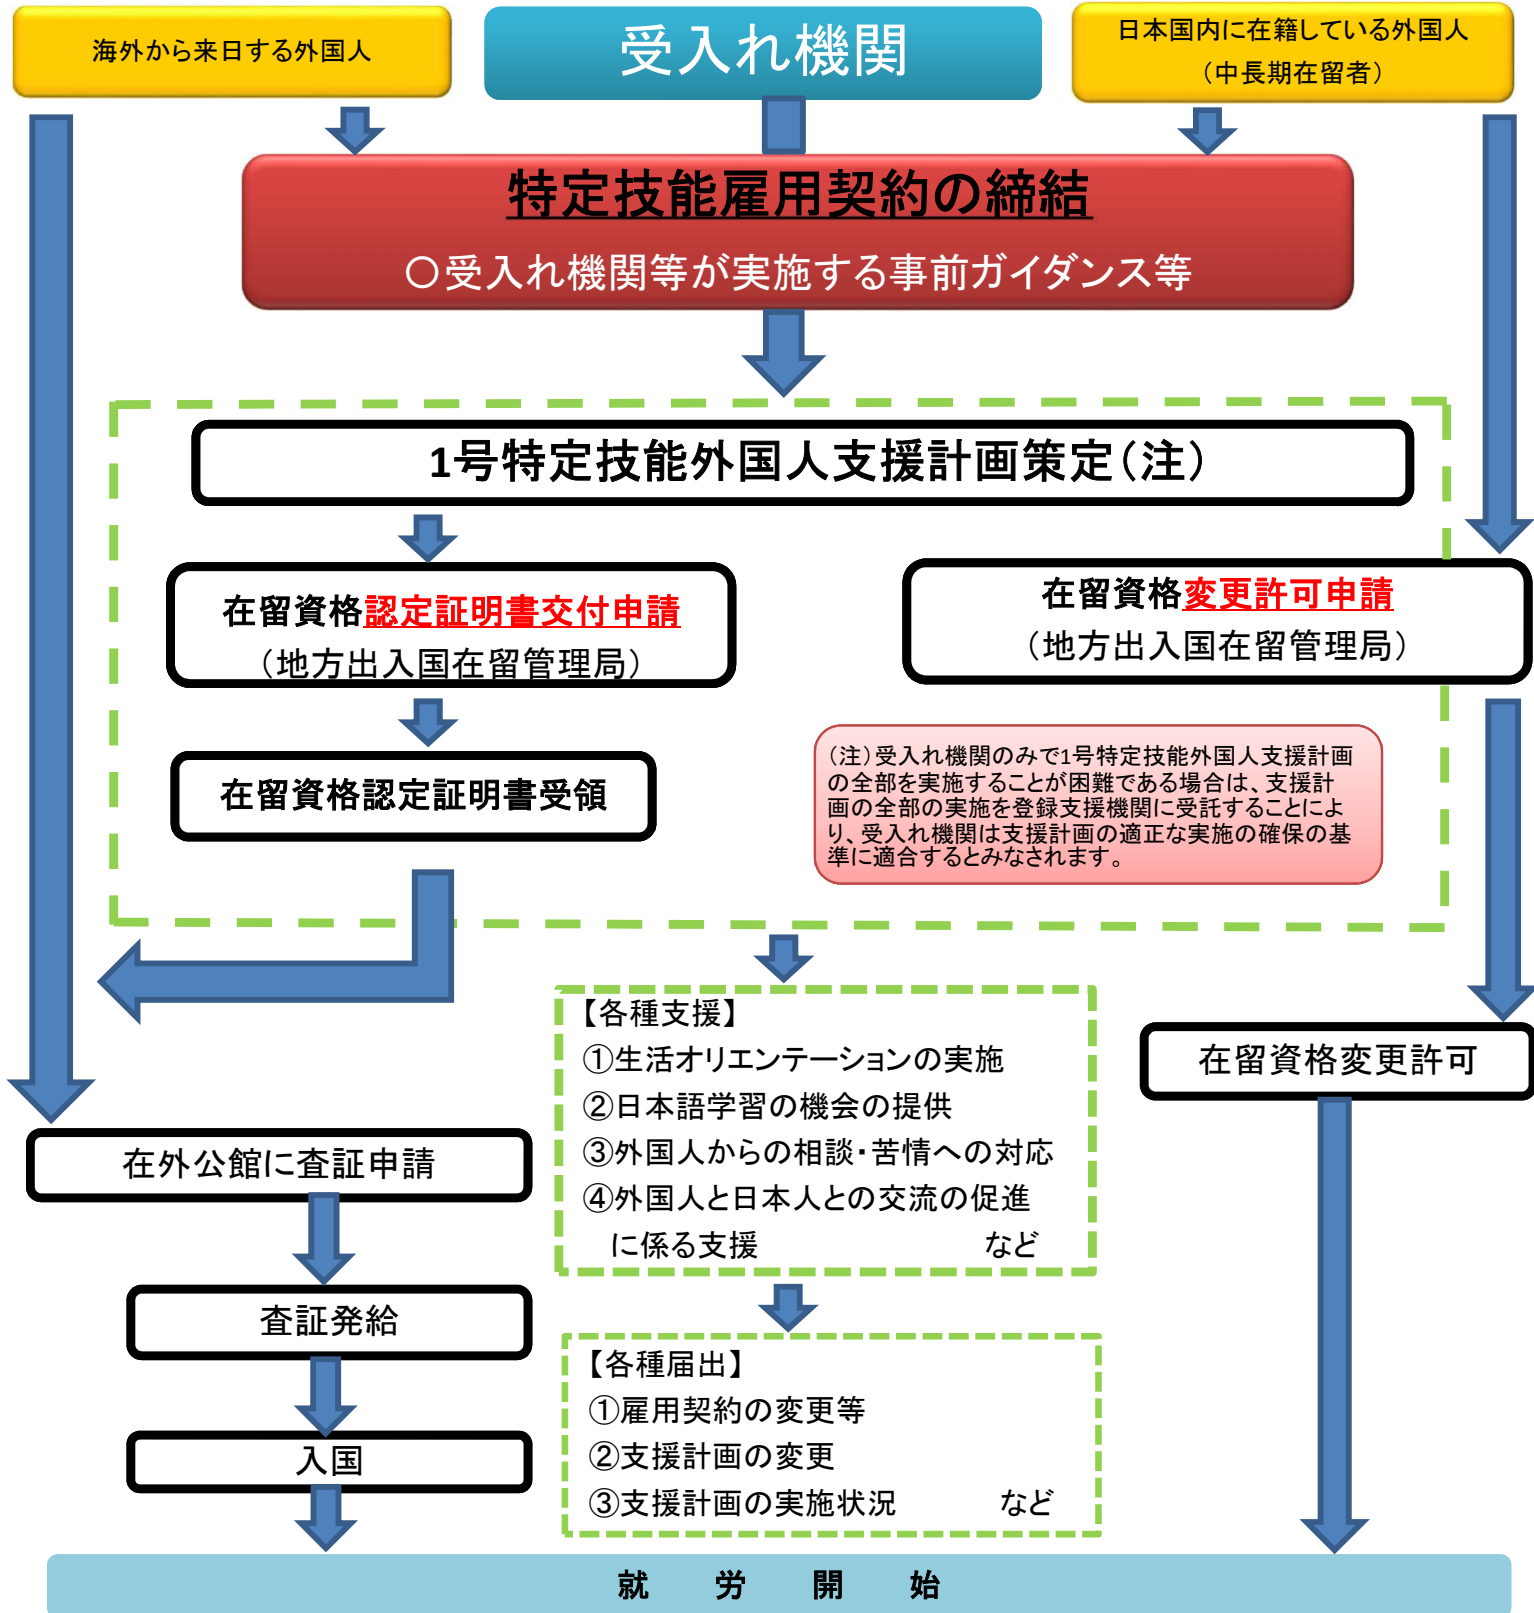 海外から来日する外国人
受入れ機関
日本国内に在籍している外国人
（中長期在留者）
特定技能雇用契約の締結
○受入れ機関等が実施する事前ガイダンス等
1号特定技能外国人支援計画策定（注）
在留資格認定証明書交付申請
（地方出入国在留管理局）
在留資格変更許可申請
（地方出入国在留管理局）
在留資格認定証明書受領
（注）受入れ機関のみで1号特定技能外国人支援計画
の全部を実施することが困難である場合は、支援計
画の全部の実施を登録支援機関に受託することによ
り、受入れ機関は支援計画の適正な実施の確保の基
準に適合するとみなされます。
【各種支援】
①生活オリエンテーションの実施
②日本語学習の機会の提供
③外国人からの相談・苦情への対応
④外国人と日本人との交流の促進
に係る支援 など
在留資格変更許可
在外公館に査証申請
査証発給
入国
【各種届出】
①雇用契約の変更等
②支援計画の変更
③支援計画の実施状況 など
就 労 開 始